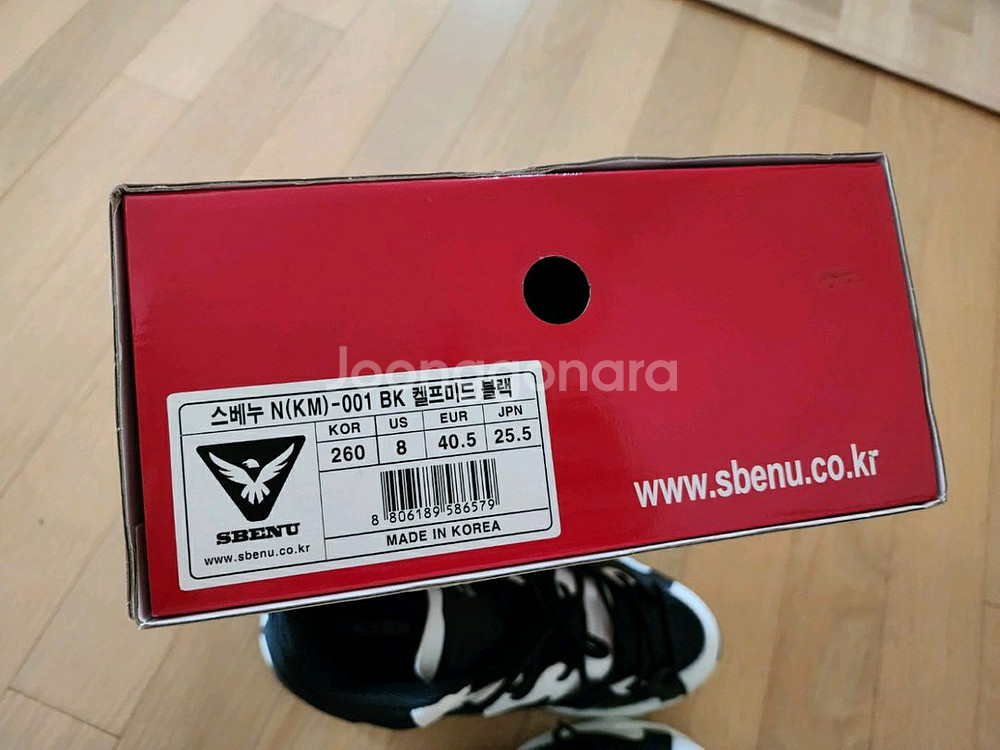 Joonggonara
스베누 N(KM)-001 BK 켈프미드 블랙
KOR US EUR JPN
260 8 40.5 25.5
8 806189 586579
MADE IN KOREA
SBENU
www.sbenu.co.kr
www.sbenu.co.kr